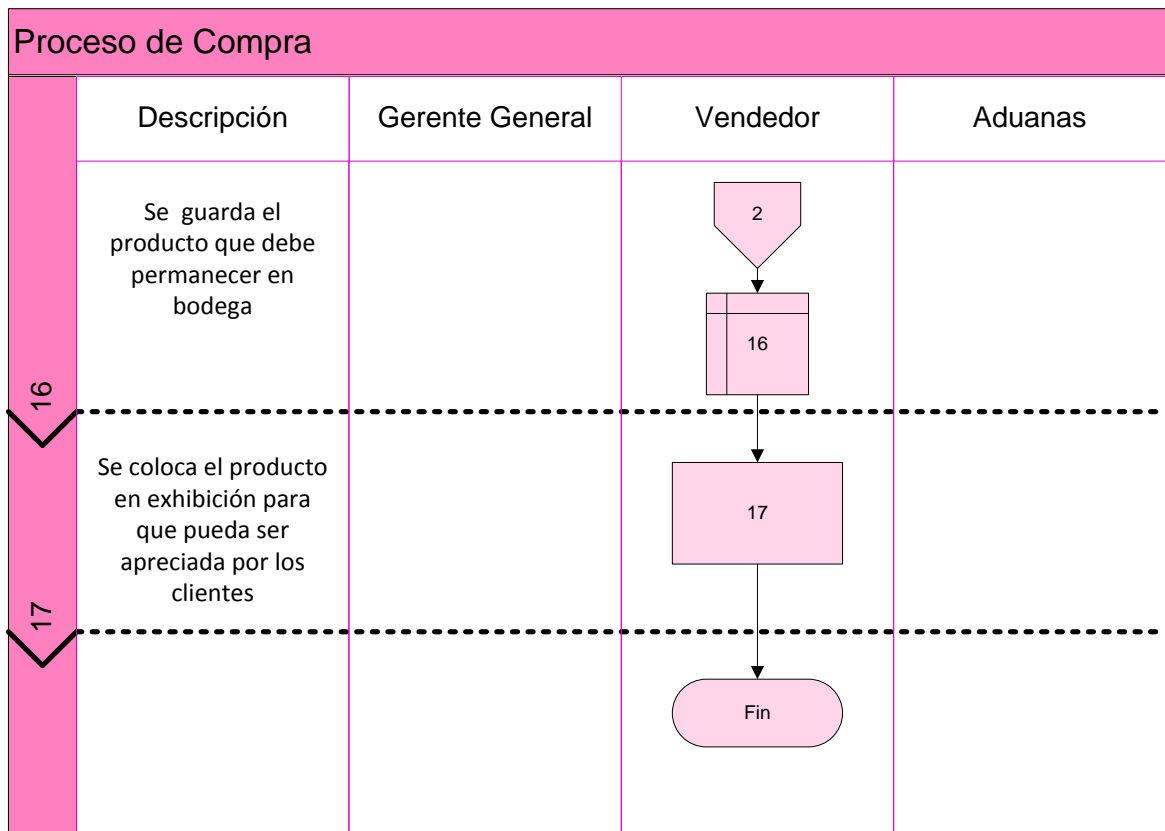 Proceso de Compra
Descripción
Gerente General
Vendedor
Aduanas
Se guarda el
producto que debe
permanecer en
bodega
2
16
16
Se coloca el producto
en exhibición para
que pueda ser
apreciada por los
clientes
17
17
Fin